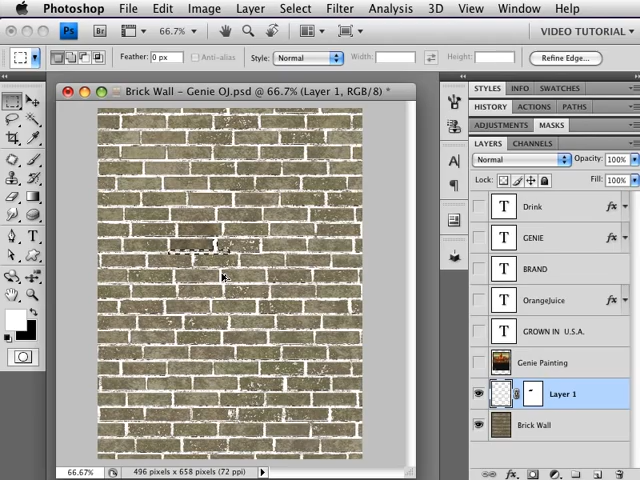 Photoshop File Edit Image Layer Select Filter Analysis 3D View Window Help
Ps Br 66.7% VIDEO TUTORIAL
Feather: 0 px Anti-alias Style: Normal Width: Height: Refine Edge...
Brick Wall - Genie OJ.psd @ 66.7% (Layer 1, RGB/8) *
STYLES INFO SWATCHES
HISTORY ACTIONS PATHS
ADJUSTMENTS MASKS
LAYERS CHANNELS
Normal Opacity: 100%
Lock: Fill: 100%
T Drink fx
T GENIE fx
T BRAND
T OrangeJuice fx
T GROWN IN U.S.A.
Genie Painting
Layer 1
Brick Wall
66.67% 496 pixels x 658 pixels (72 ppi)